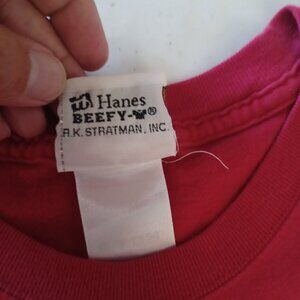 Hanes
BEEFY-®
R.K. STRATMAN, INC.